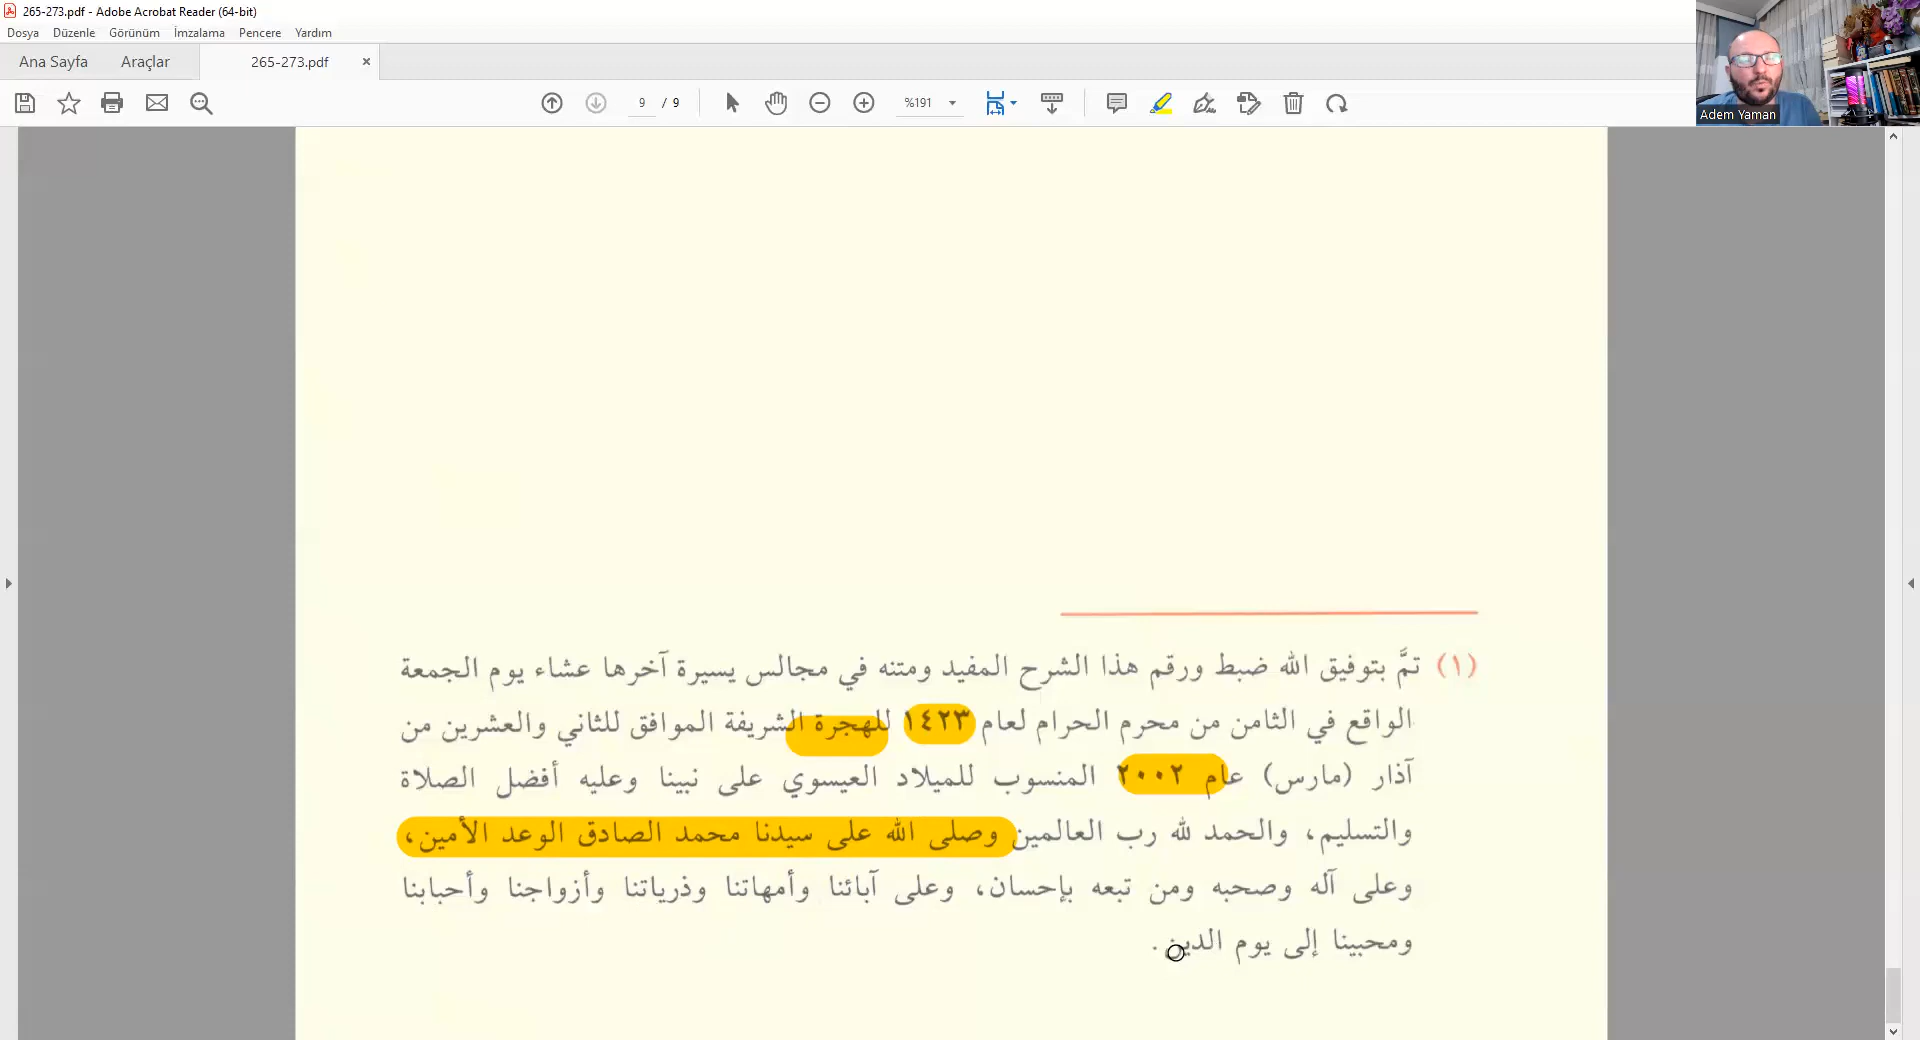 265-273.pdf - Adobe Acrobat Reader (64-bit)
Dosya Düzenle Görünüm İmzalama Pencere Yardım
Ana Sayfa Araçlar 265-273.pdf ×
9 / 9 %191
Adem Yaman
(١) تمَّ بتوفيق الله ضبط ورقم هذا الشرح المفيد ومتنه في مجالس يسيرة آخرها عشاء يوم الجمعة
الواقع في الثامن من محرم الحرام لعام ١٤٢٣ للهجرة الشريفة الموافق للثاني والعشرين من
آذار (مارس) عام ٢٠٠٢ المنسوب للميلاد العيسوي على نبينا وعليه أفضل الصلاة
والتسليم، والحمد لله رب العالمين وصلى الله على سيدنا محمد الصادق الوعد الأمين،
وعلى آله وصحبه ومن تبعه بإحسان، وعلى آبائنا وأمهاتنا وذرياتنا وأزواجنا وأحبابنا
ومحبينا إلى يوم الدين.